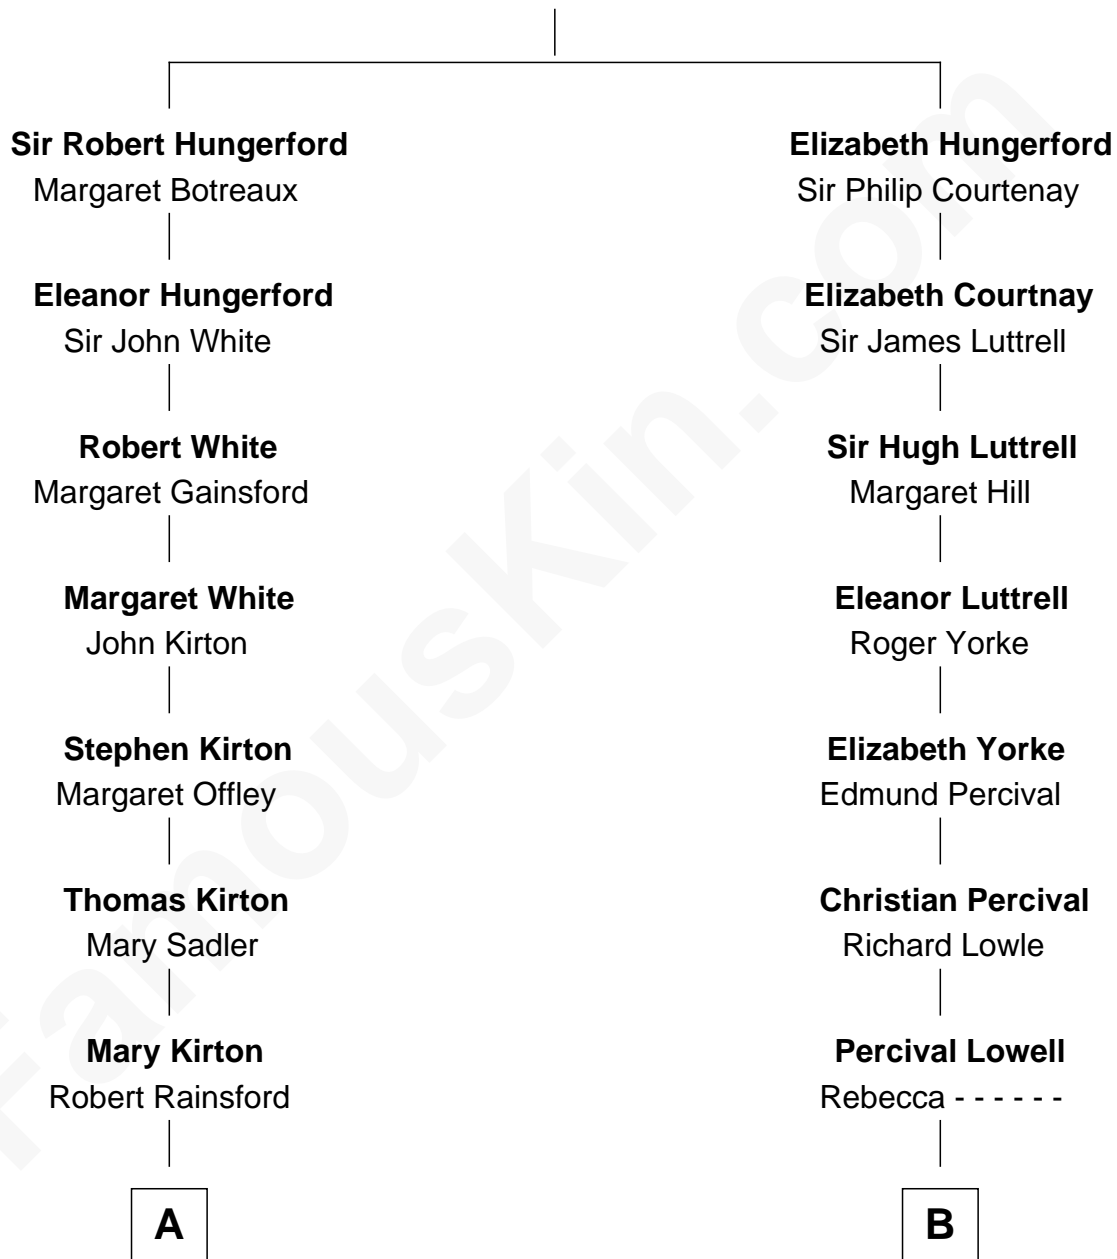 Sir Robert Hungerford
Margaret Botreaux
Eleanor Hungerford
Sir John White
Robert White
Margaret Gainsford
Margaret White
John Kirton
Stephen Kirton
Margaret Offley
Thomas Kirton
Mary Sadler
Mary Kirton
Robert Rainsford
A
Elizabeth Hungerford
Sir Philip Courtenay
Elizabeth Courtnay
Sir James Luttrell
Sir Hugh Luttrell
Margaret Hill
Eleanor Luttrell
Roger Yorke
Elizabeth Yorke
Edmund Percival
Christian Percival
Richard Lowle
Percival Lowell
Rebecca - - - - - -
B
FamousKin.com